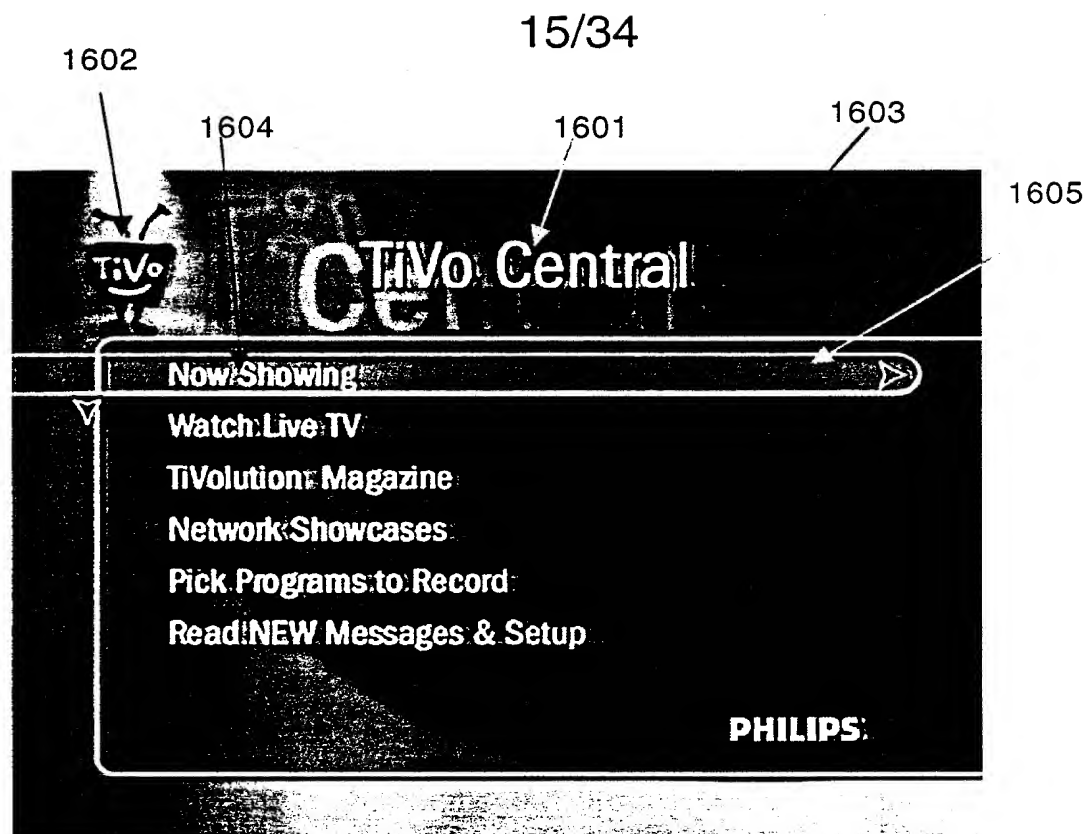 15/34
1602
1604
1601
1603
1605
TiVo Central
TiVo
Now Showing
Watch Live TV
TiVolution Magazine
Network Showcases
Pick Programs to Record
Read NEW Messages & Setup
PHILIPS